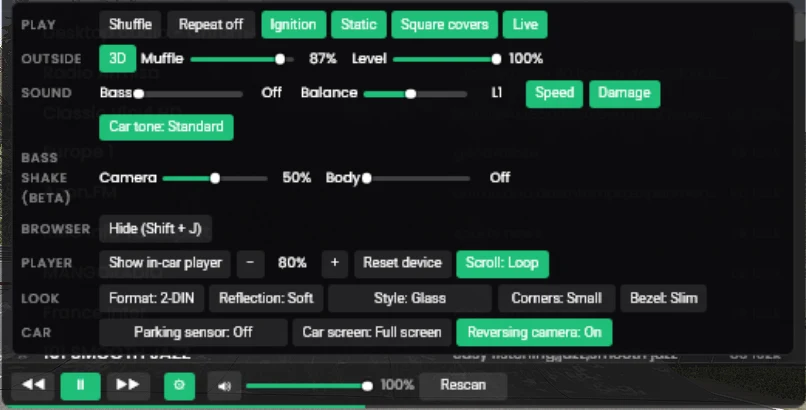 PLAY Shuffle Repeat off Ignition Static Square covers Live
OUTSIDE 3D Muffle 87% Level 100%
SOUND Bass Off Balance L1 Speed Damage
Car tone: Standard
BASS
SHAKE Camera 50% Body Off
(BETA)
BROWSER Hide (Shift + J)
PLAYER Show in-car player − 80% + Reset device Scroll: Loop
LOOK Format: 2-DIN Reflection: Soft Style: Glass Corners: Small Bezel: Slim
CAR Parking sensor: Off Car screen: Full screen Reversing camera: On
100% Rescan